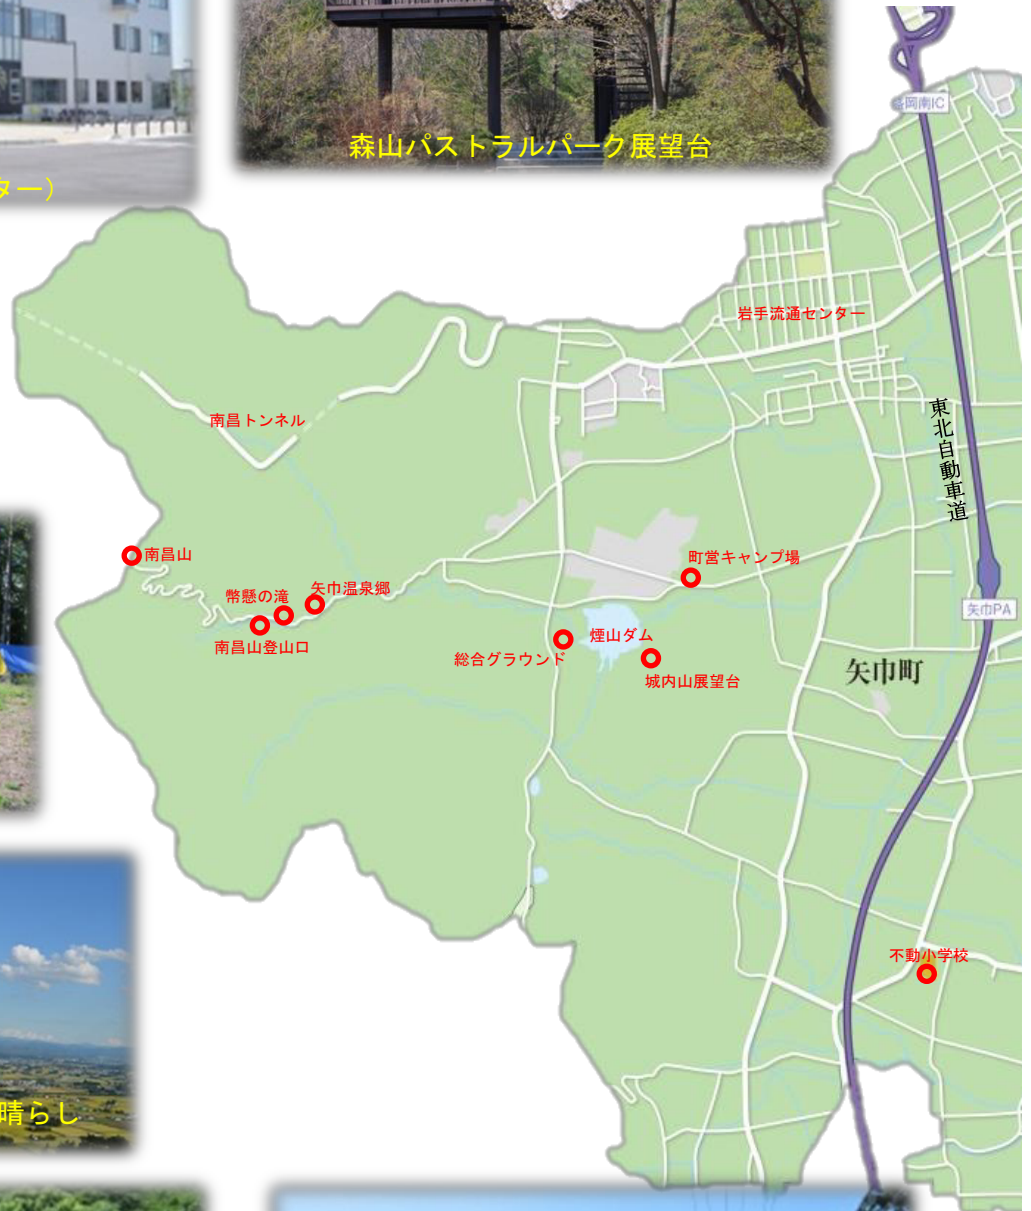 森山パストラルパーク展望台
ター）
岡南IC
岩手流通センター
東北自動車道
南昌トンネル
南昌山
幣懸の滝
矢巾温泉郷
南昌山登山口
町営キャンプ場
煙山ダム
総合グラウンド
城内山展望台
矢巾PA
矢巾町
不動小学校
晴らし